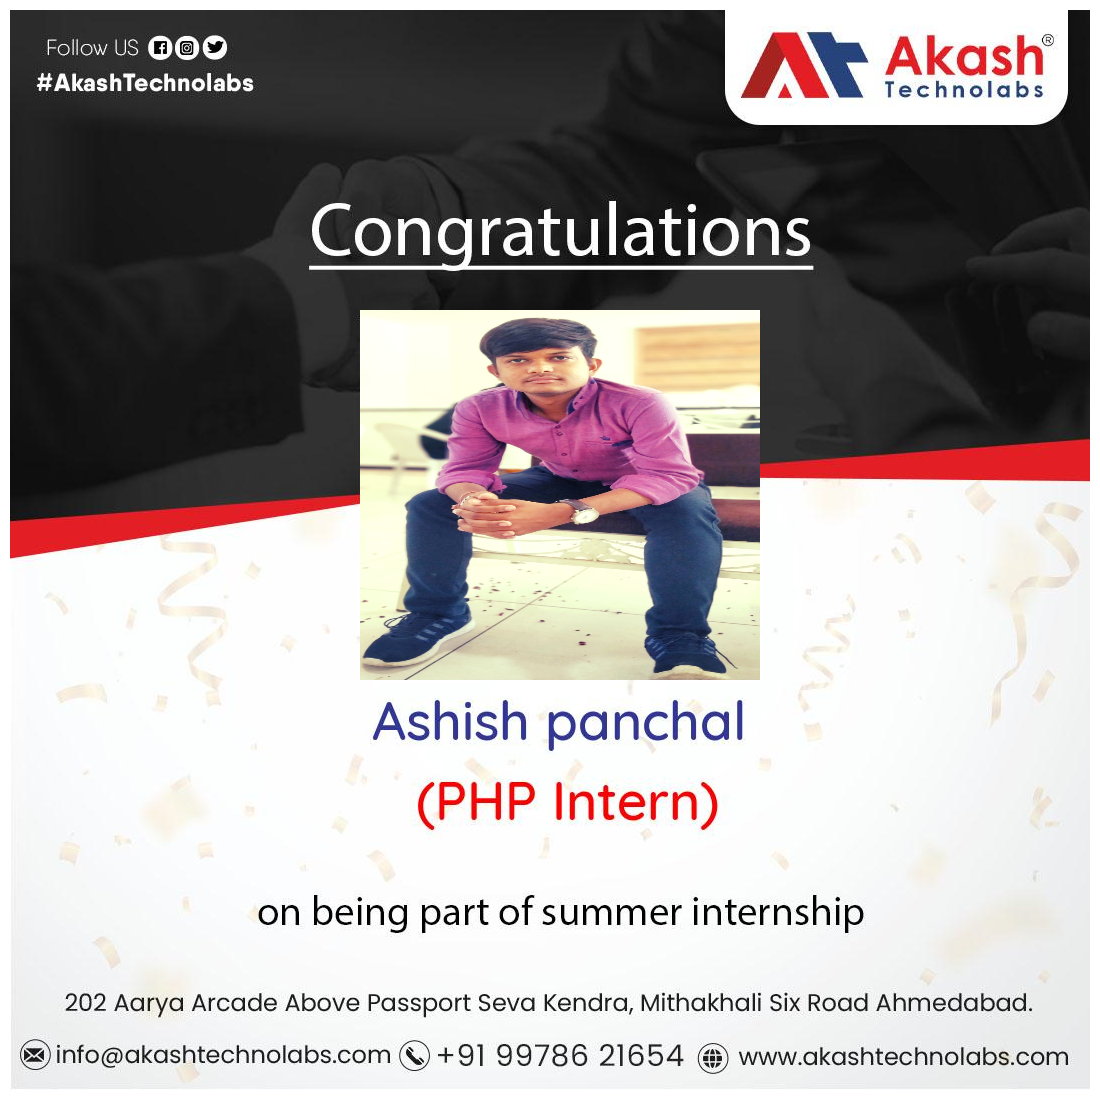 Follow US
#AkashTechnolabs
At Akash®
Technolabs
Congratulations
Ashish panchal
(PHP Intern)
on being part of summer internship
202 Aarya Arcade Above Passport Seva Kendra, Mithakhali Six Road Ahmedabad.
info@akashtechnolabs.com +91 99786 21654 www.akashtechnolabs.com